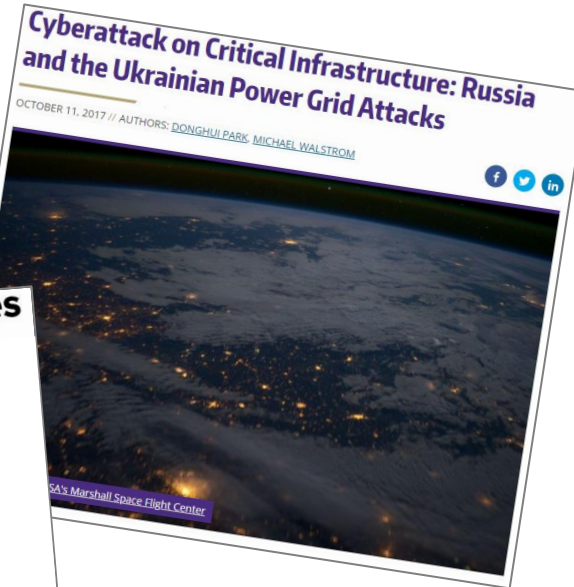 Cyberattack on Critical Infrastructure: Russia
and the Ukrainian Power Grid Attacks
OCTOBER 11, 2017 // AUTHORS: DONGHUI PARK, MICHAEL WALSTROM
f
in
es
SA's Marshall Space Flight Center